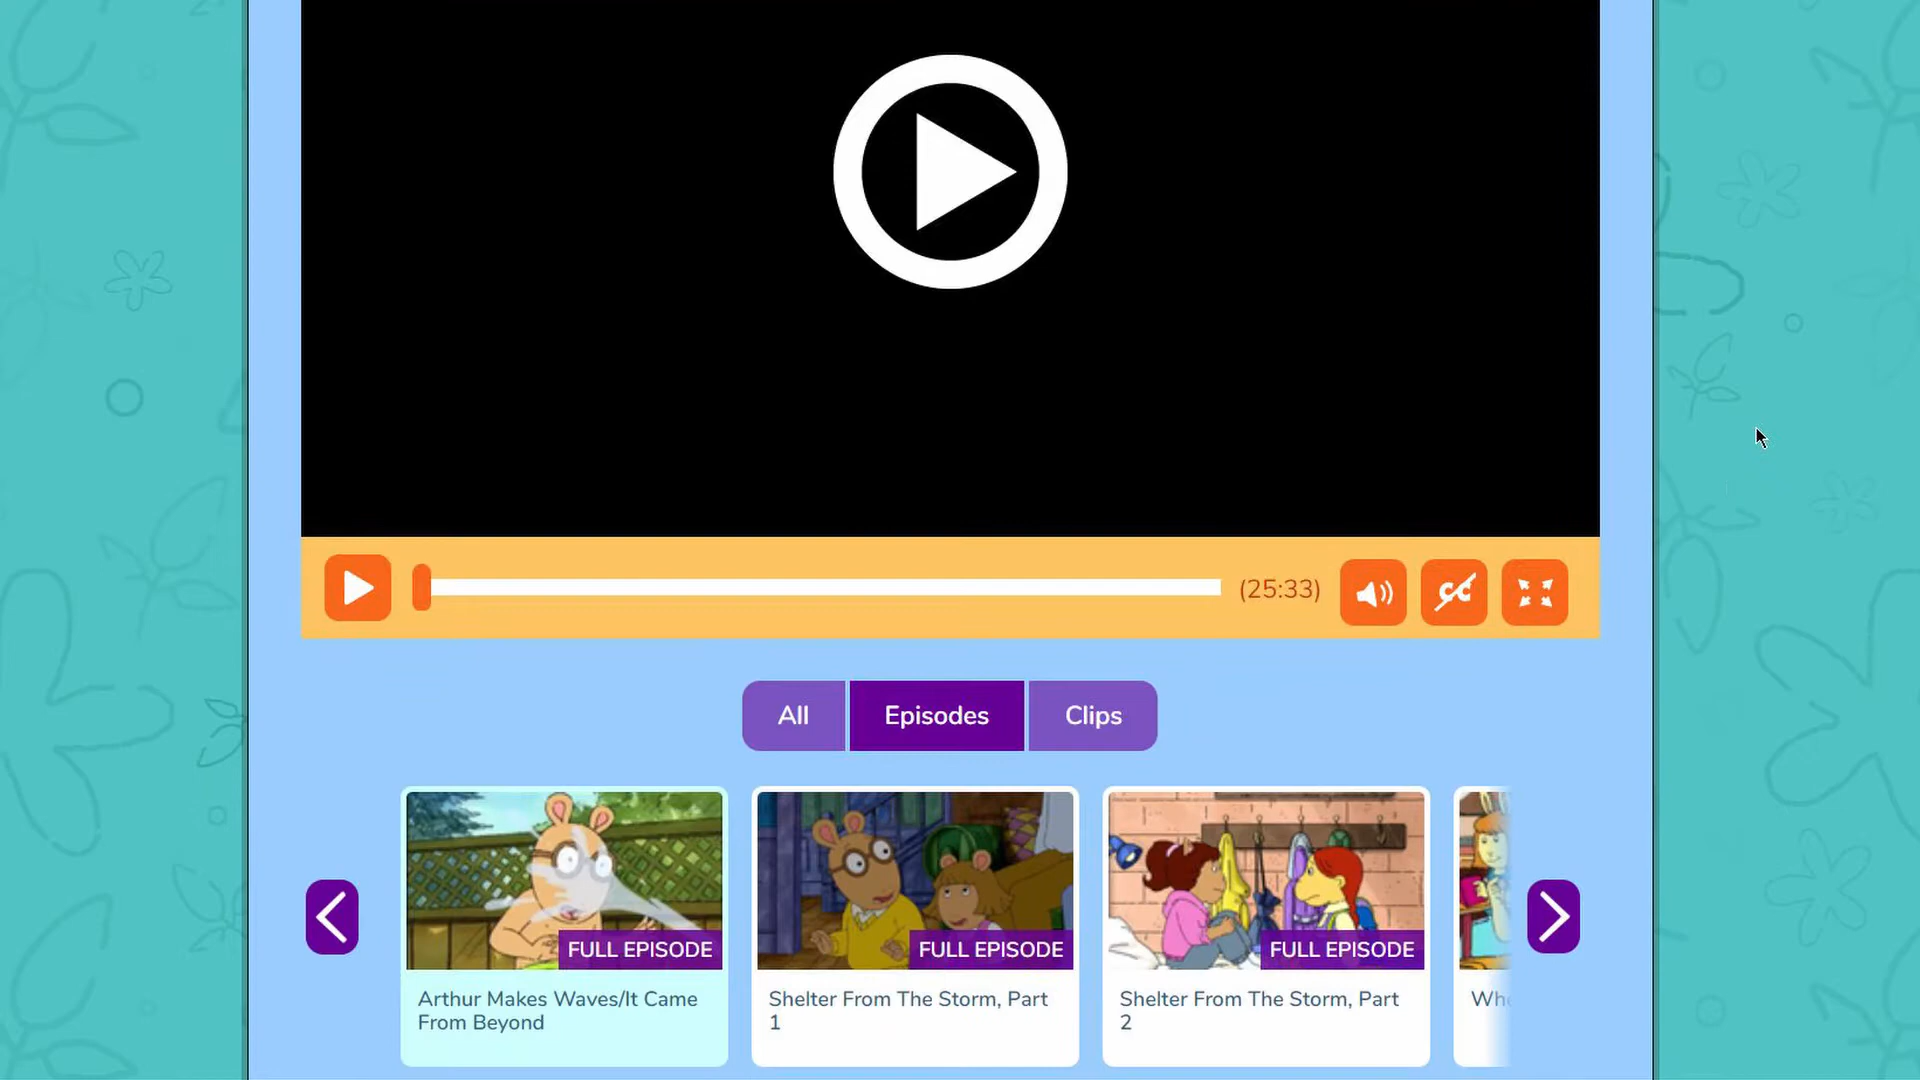 (25:33)
All
Episodes
Clips
FULL EPISODE
FULL EPISODE
FULL EPISODE
Arthur Makes Waves/It Came
From Beyond
Shelter From The Storm, Part
1
Shelter From The Storm, Part
2